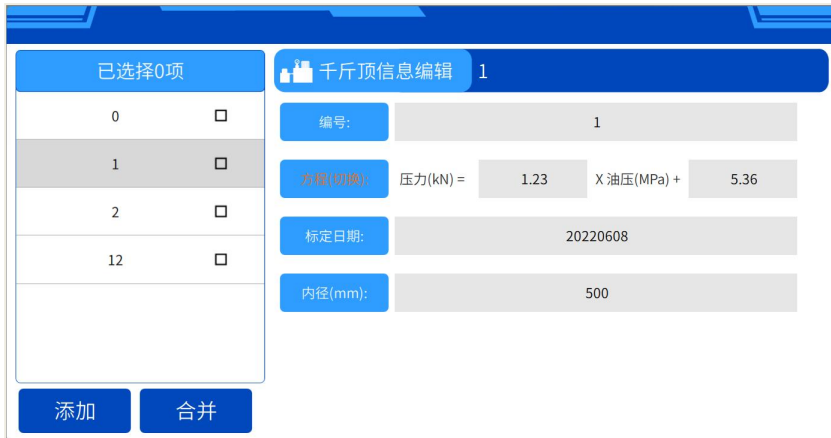 已选择0项
0
1
2
12
添加 合并
千斤顶信息编辑 1
编号: 1
方程(切换): 压力(kN) = 1.23 X 油压(MPa) + 5.36
标定日期: 20220608
内径(mm): 500